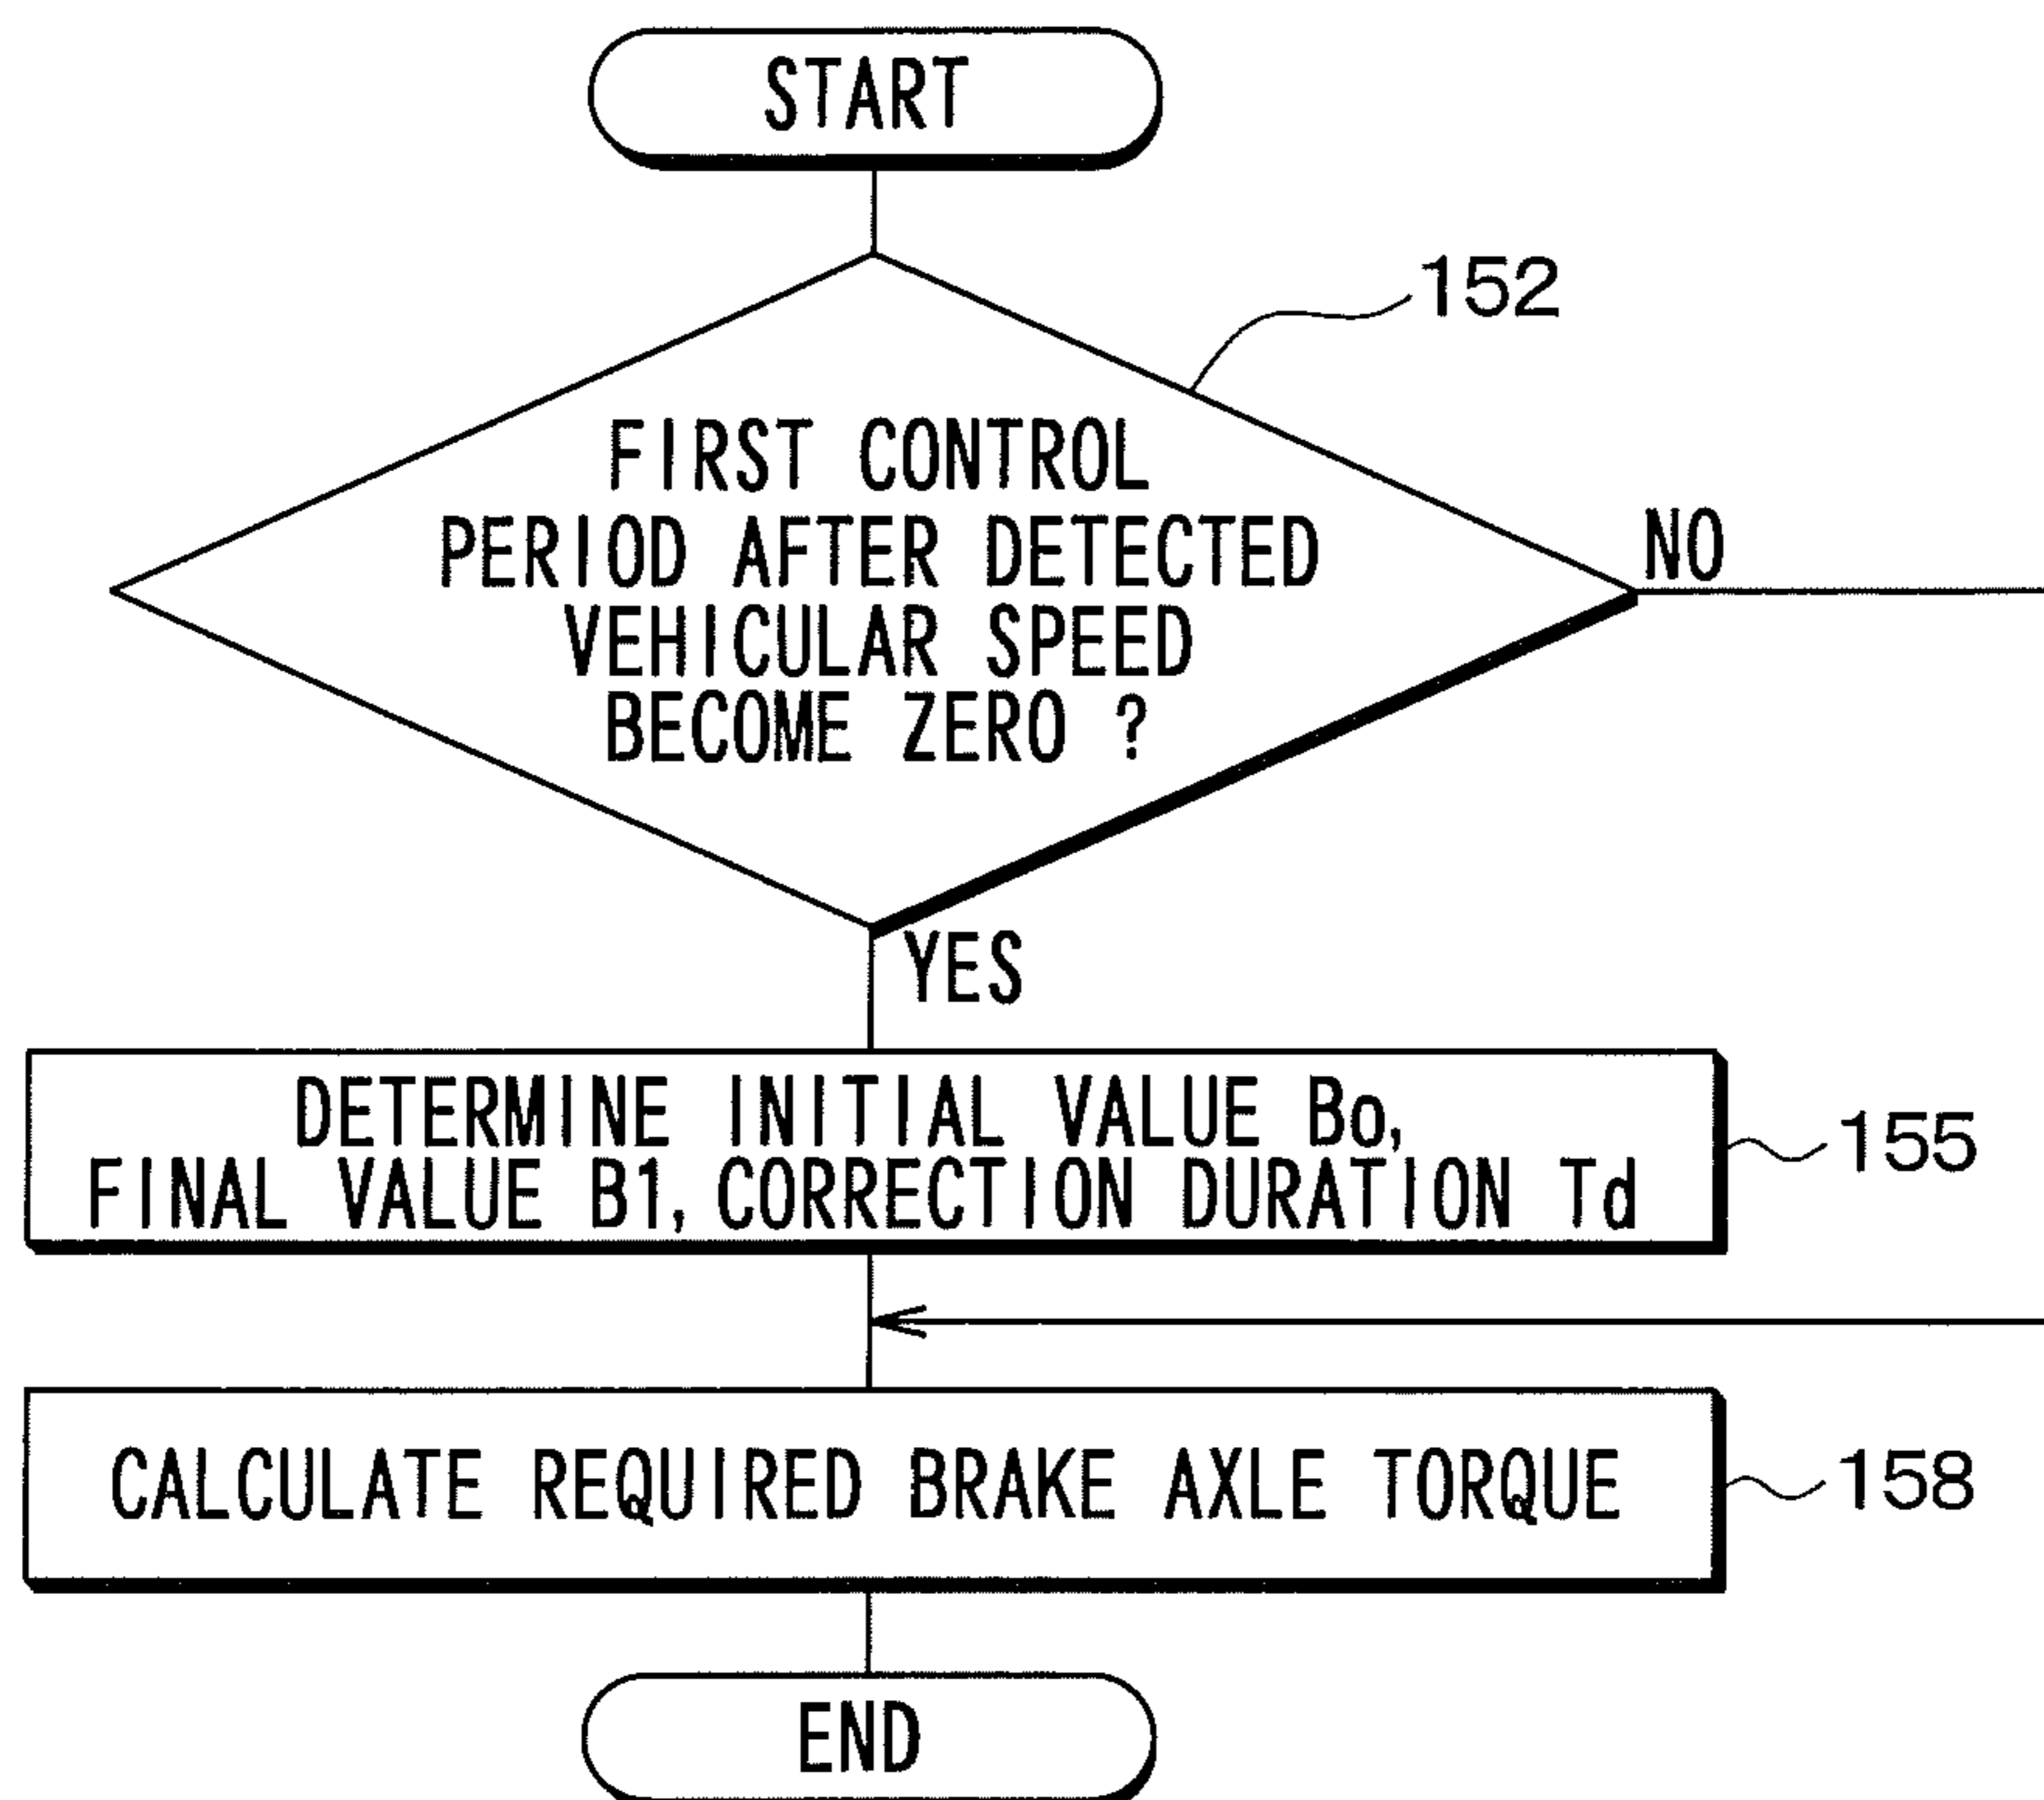 START
152
FIRST CONTROL
PERIOD AFTER DETECTED
VEHICULAR SPEED
BECOME ZERO ?
NO
YES
DETERMINE INITIAL VALUE Bo,
FINAL VALUE B1, CORRECTION DURATION Td
155
CALCULATE REQUIRED BRAKE AXLE TORQUE
158
END